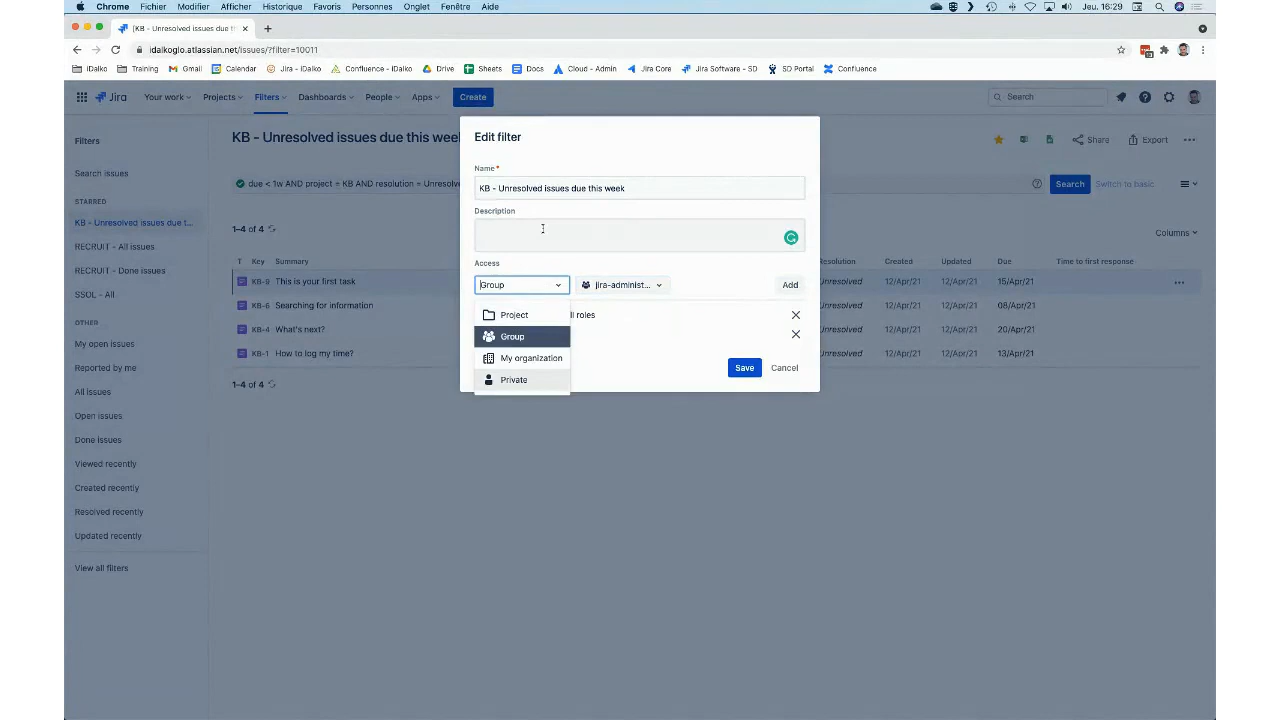 Chrome Fichier Modifier Afficher Historique Favoris Personnes Onglet Fenêtre Aide Jeu. 16:29
[KB - Unresolved issues due th
idalkoglo.atlassian.net/issues/?filter=10011
iDalko Training Gmail Calendar Jira - iDalko Confluence - iDalko Drive Sheets Docs Cloud - Admin Jira Core Jira Software - SD SD Portal Confluence
Jira Your work Projects Filters Dashboards People Apps Create Search
Filters
Search issues
STARRED
KB - Unresolved issues due t...
RECRUIT - All issues
RECRUIT - Done issues
SSOL - All
OTHER
My open issues
Reported by me
All issues
Open issues
Done issues
Viewed recently
Created recently
Resolved recently
Updated recently
View all filters
KB - Unresolved issues due this week
Share Export
due < 1w AND project = KB AND resolution = Unresolve
Search Switch to basic
1–4 of 4
Columns
T Key Summary esolution Created Updated Due Time to first response
KB-9 This is your first task Unresolved 12/Apr/21 12/Apr/21 15/Apr/21
KB-6 Searching for information Unresolved 12/Apr/21 12/Apr/21 08/Apr/21
KB-4 What's next? Unresolved 12/Apr/21 12/Apr/21 11/Apr/21
KB-1 How to log my time? Unresolved 12/Apr/21 12/Apr/21 13/Apr/21
1–4 of 4
Edit filter
Name *
KB - Unresolved issues due this week
Description
Access
Group jira-administ... Add
Project
Group
My organization
Private
ll roles
Save Cancel